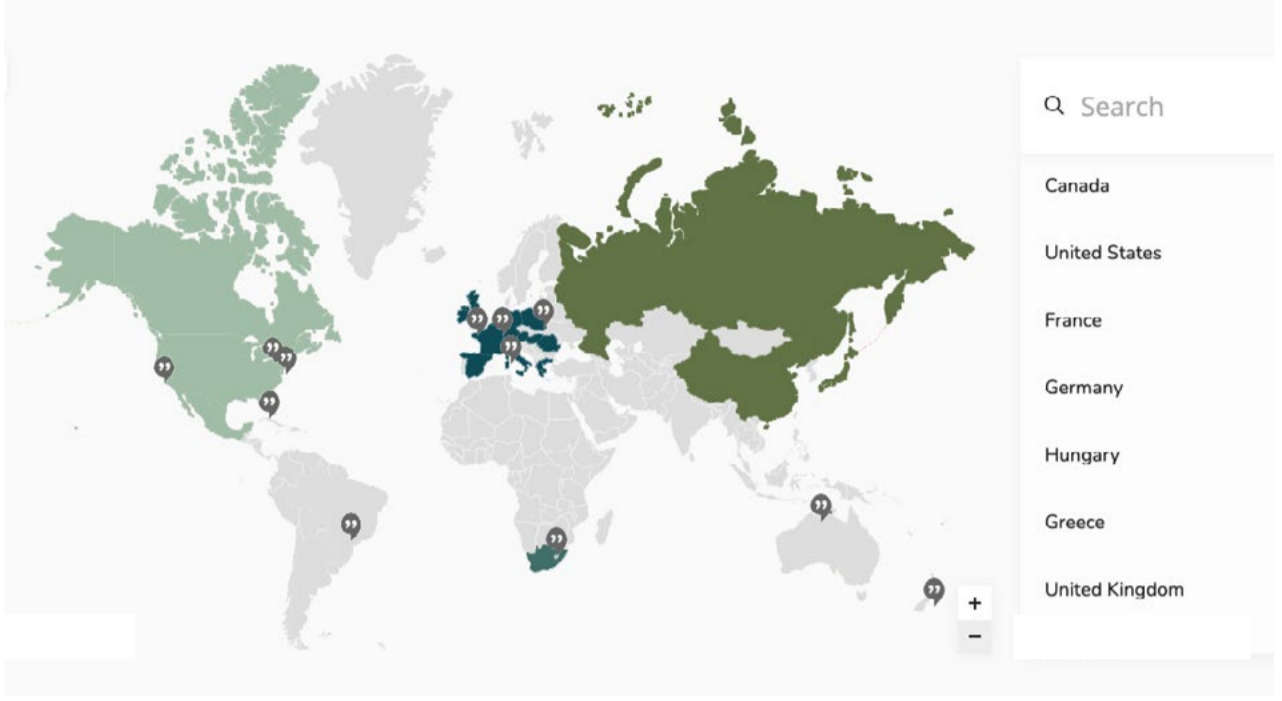 Search
Canada
United States
France
Germany
Hungary
Greece
United Kingdom
+
−